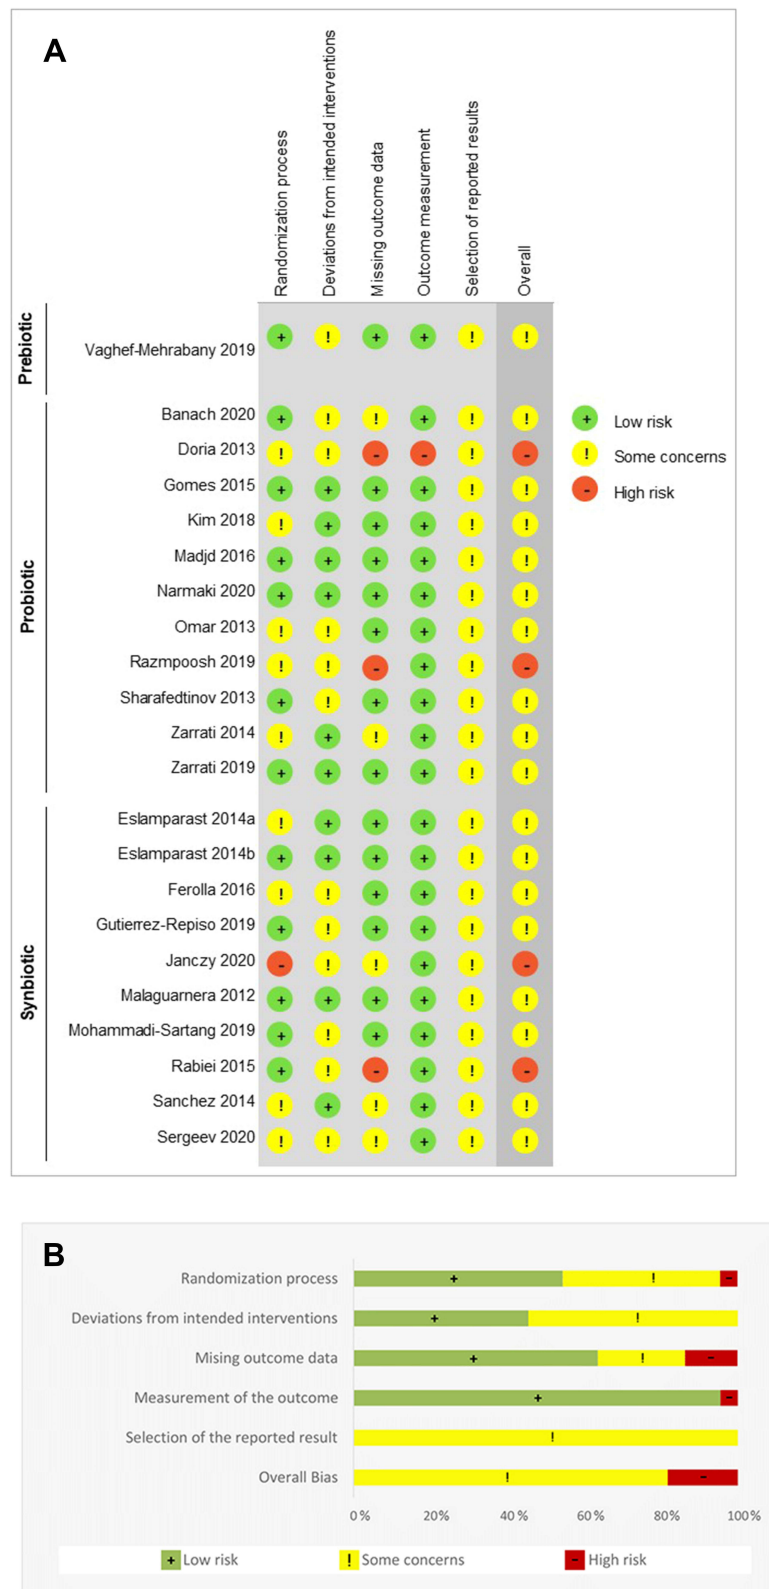 A
Randomization process
Deviations from intended interventions
Missing outcome data
Outcome measurement
Selection of reported results
Overall
Prebiotic
Vaghef-Mehrabany 2019 + ! + + ! !
Probiotic
Banach 2020 + ! ! + ! !
Doria 2013 ! ! - - ! -
Gomes 2015 + + + + ! !
Kim 2018 ! + + + ! !
Madjd 2016 + + + + ! !
Narmaki 2020 + + + + ! !
Omar 2013 ! ! + + ! !
Razmpoosh 2019 ! ! - + ! -
Sharafedtinov 2013 + ! + + ! !
Zarrati 2014 ! + ! + ! !
Zarrati 2019 + + + + ! !
+ Low risk
! Some concerns
- High risk
Synbiotic
Eslamparast 2014a ! + + + ! !
Eslamparast 2014b + + + + ! !
Ferolla 2016 ! ! + + ! !
Gutierrez-Repiso 2019 + ! + + ! !
Janczy 2020 - ! ! + ! -
Malaguarnera 2012 + + + + ! !
Mohammadi-Sartang 2019 + ! + + ! !
Rabiei 2015 + ! - + ! -
Sanchez 2014 ! + ! + ! !
Sergeev 2020 ! ! ! + ! !
B
Randomization process + ! -
Deviations from intended interventions + !
Mising outcome data + ! -
Measurement of the outcome + -
Selection of the reported result !
Overall Bias ! -
0 % 20% 40 % 60 % 80% 100%
+ Low risk ! Some concerns - High risk